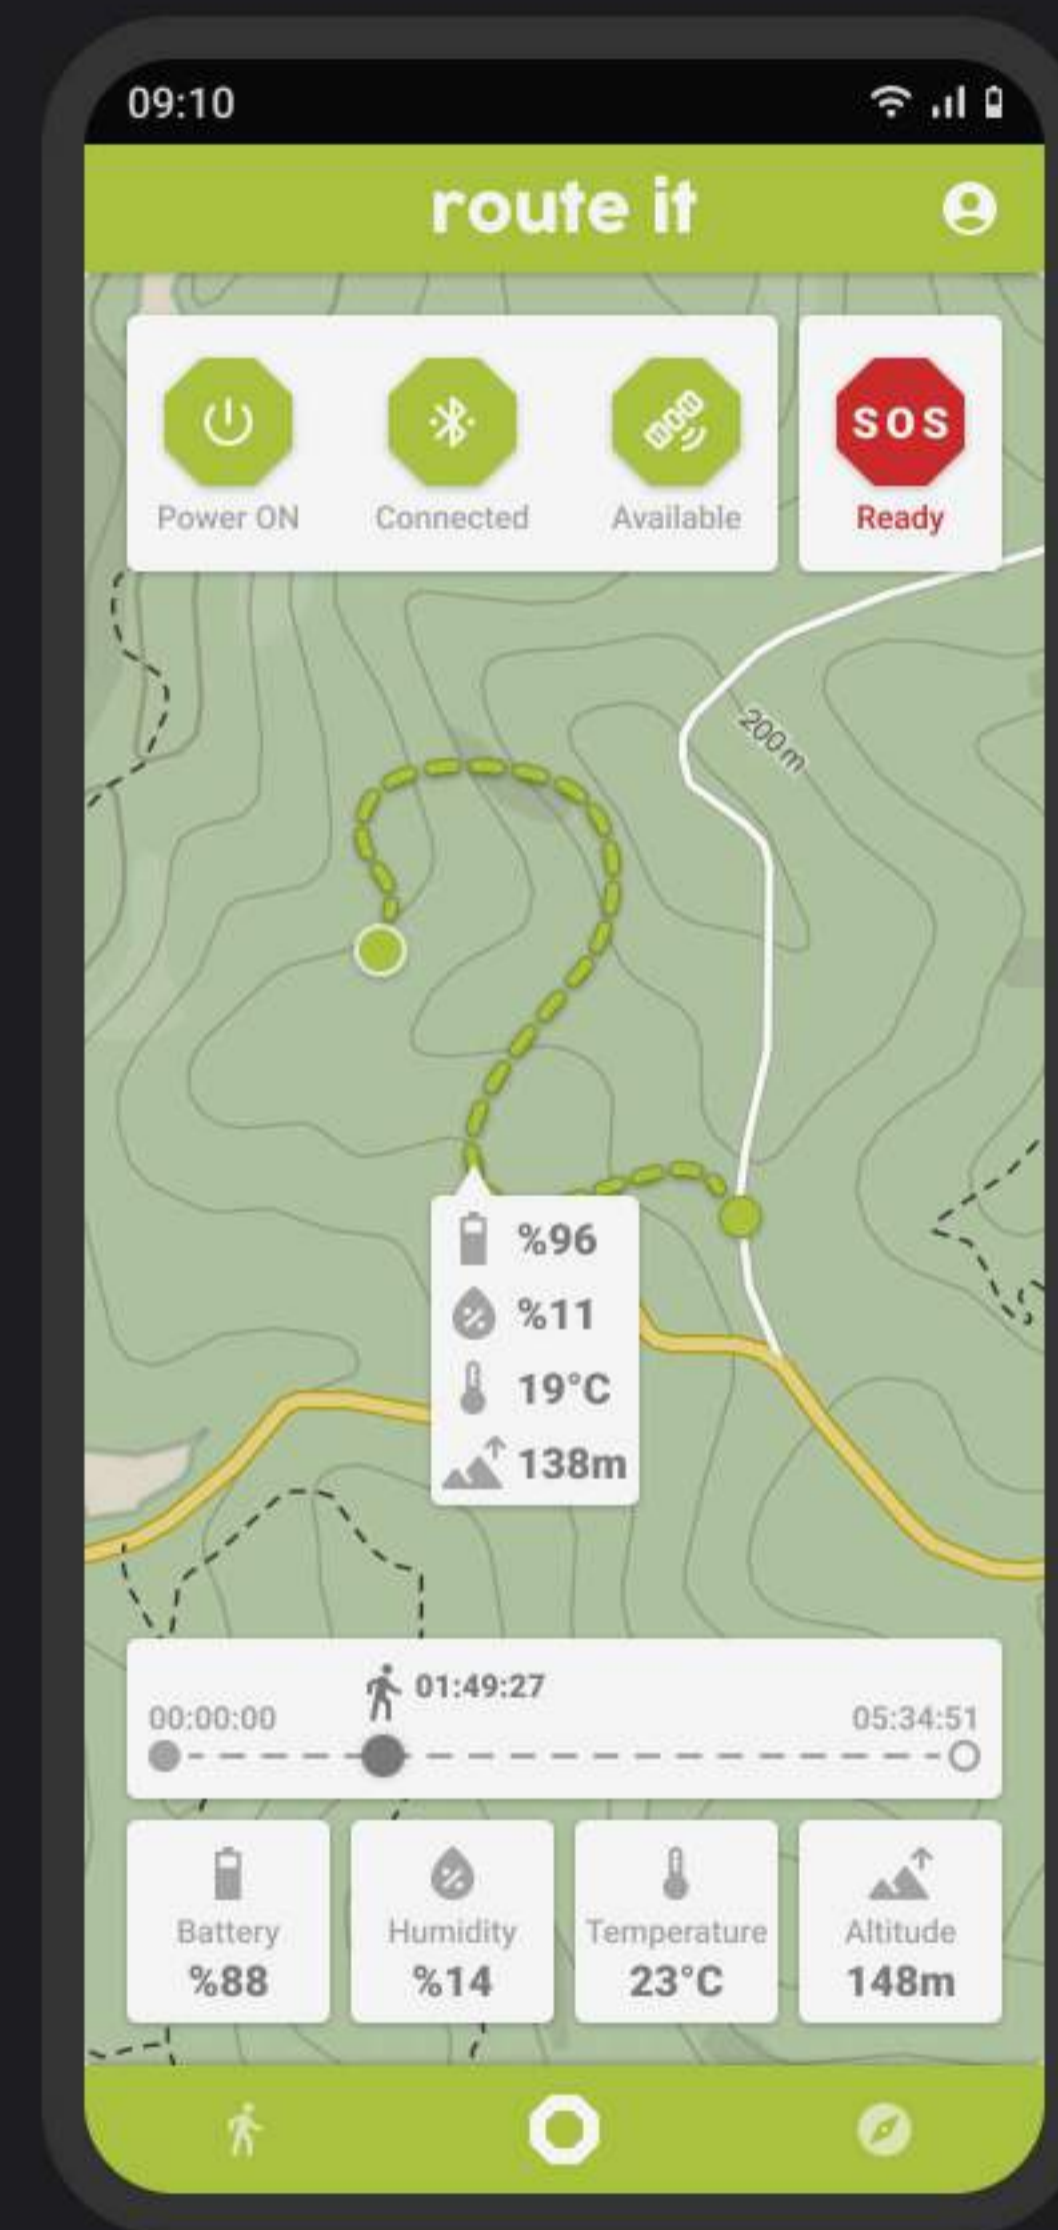 09:10
route it
Power ON
Connected
Available
SOS
Ready
200 m
%96
%11
19°C
138m
01:49:27
00:00:00
05:34:51
Battery
%88
Humidity
%14
Temperature
23°C
Altitude
148m